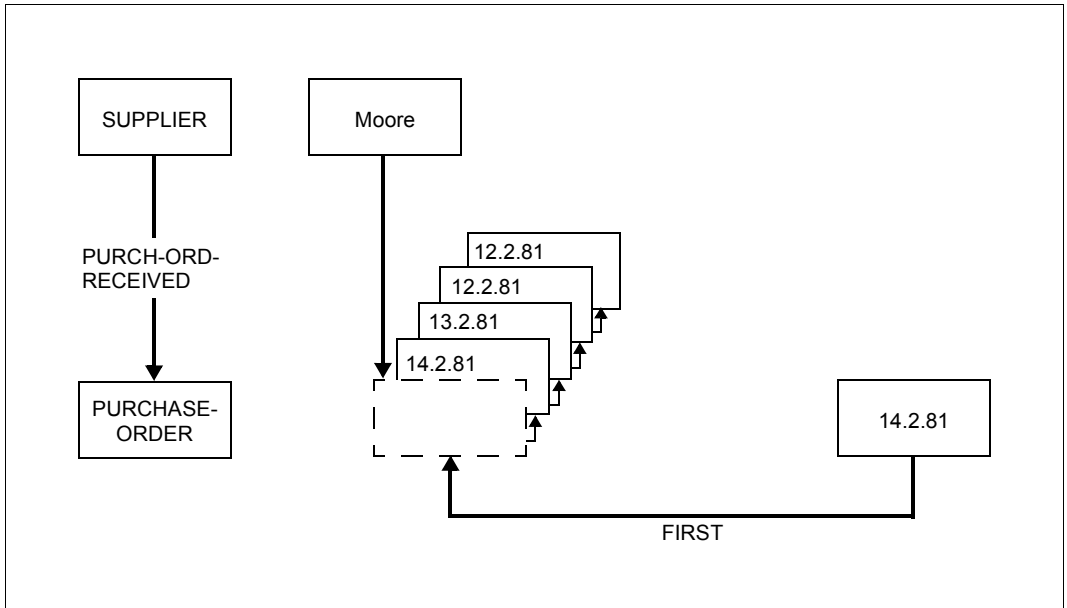 SUPPLIER
Moore
PURCH-ORD-
RECEIVED
12.2.81
12.2.81
13.2.81
14.2.81
PURCHASE-
ORDER
14.2.81
FIRST